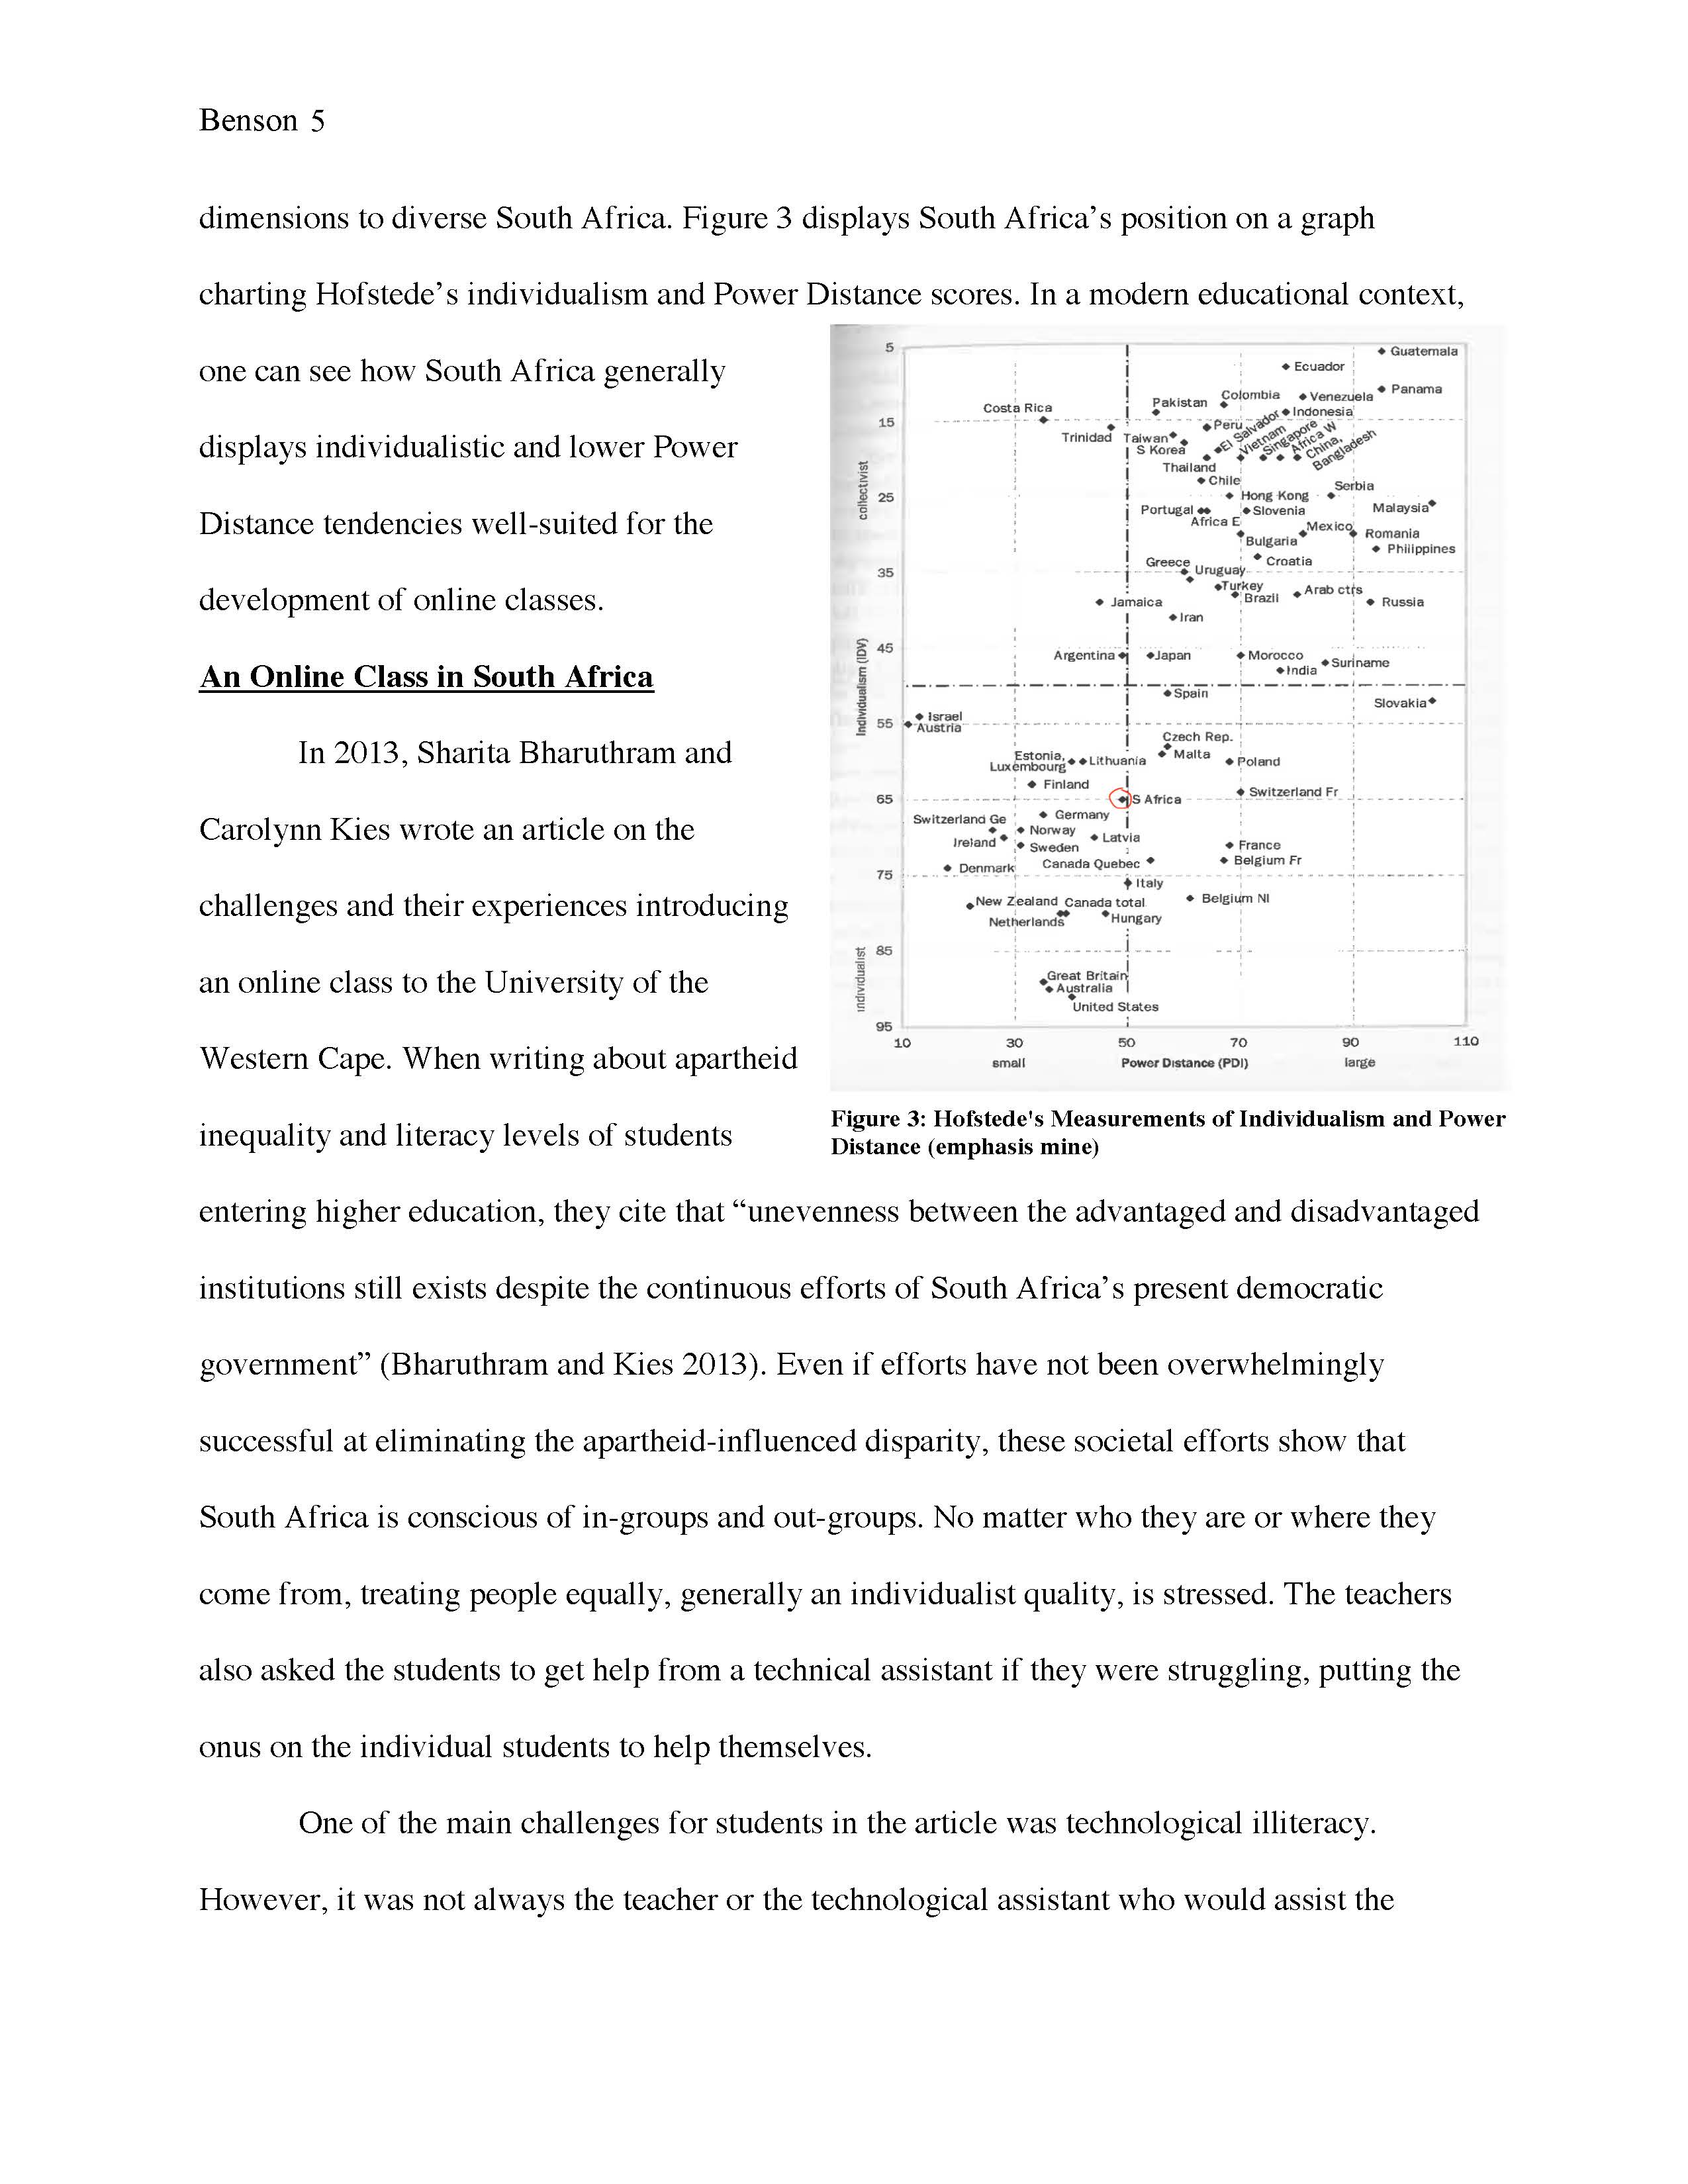 Benson 5
dimensions to diverse South Africa. Figure 3 displays South Africa’s position on a graph
charting Hofstede’s individualism and Power Distance scores. In a modern educational context,
one can see how South Africa generally
displays individualistic and lower Power
Distance tendencies well-suited for the
development of online classes.
An Online Class in South Africa
In 2013, Sharita Bharuthram and
Carolynn Kies wrote an article on the
challenges and their experiences introducing
an online class to the University of the
Western Cape. When writing about apartheid
inequality and literacy levels of students
5
Guatemala
Ecuador
Panama
Colombia
Venezuela
Pakistan
Costa Rica
Indonesia
15
Peru
El Salvador
Vietnam
Singapore
Africa W
China,
Bangladesh
Trinidad
Taiwan
S Korea
Thailand
Chile
Serbia
collectivist
25
Hong Kong
Malaysia
Portugal
Slovenia
Africa E
Mexico
Romania
Bulgaria
Philippines
Croatia
Greece
Uruguay
35
Turkey
Brazil
Arab ctrs
Jamaica
Russia
Iran
Individualism (IDV)
45
Argentina
Japan
Morocco
Suriname
India
Spain
Slovakia
Israel
55
Austria
Czech Rep.
Malta
Estonia,
Luxembourg
Lithuania
Poland
Finland
Switzerland Fr
65
S Africa
Germany
Switzerland Ge
Norway
Ireland
Latvia
Sweden
France
Canada Quebec
Belgium Fr
Denmark
75
Italy
New Zealand
Canada total
Belgium Nl
Netherlands
Hungary
individualist
85
Great Britain
Australia
United States
95
10 30 50 70 90 110
small Power Distance (PDI) large
Figure 3: Hofstede's Measurements of Individualism and Power
Distance (emphasis mine)
entering higher education, they cite that “unevenness between the advantaged and disadvantaged
institutions still exists despite the continuous efforts of South Africa’s present democratic
government” (Bharuthram and Kies 2013). Even if efforts have not been overwhelmingly
successful at eliminating the apartheid-influenced disparity, these societal efforts show that
South Africa is conscious of in-groups and out-groups. No matter who they are or where they
come from, treating people equally, generally an individualist quality, is stressed. The teachers
also asked the students to get help from a technical assistant if they were struggling, putting the
onus on the individual students to help themselves.
One of the main challenges for students in the article was technological illiteracy.
However, it was not always the teacher or the technological assistant who would assist the